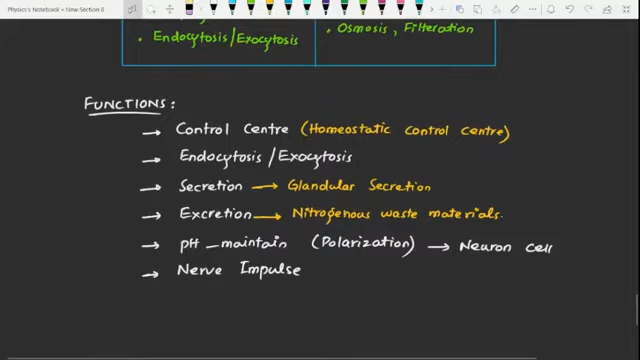 Physics's Notebook » New Section 8
• Endocytosis/Exocytosis
• Osmosis, Filteration
FUNCTIONS:
→ Control Centre (Homeostatic control centre)
→ Endocytosis/Exocytosis
→ Secretion → Glandular Secretion
→ Excretion → Nitrogenous waste materials.
→ pH - maintain (Polarization) → Neuron cell
→ Nerve Impulse